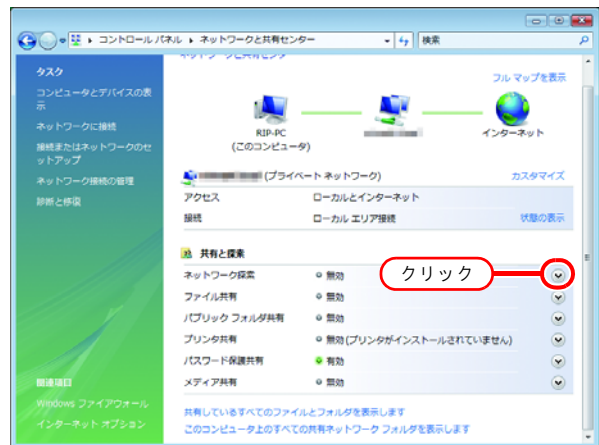 コントロール パネル ▸ ネットワークと共有センター
検索
タスク
コンピュータとデバイスの表
示
ネットワークに接続
接続またはネットワークのセ
ットアップ
ネットワーク接続の管理
診断と修復
関連項目
Windows ファイアウォール
インターネット オプション
フル マップを表示
RIP-PC
(このコンピュータ)
インターネット
(プライベート ネットワーク)
カスタマイズ
アクセス ローカルとインターネット
接続 ローカル エリア接続 状態の表示
共有と探索
ネットワーク探索 無効
クリック
ファイル共有 無効
パブリック フォルダ共有 無効
プリンタ共有 無効(プリンタがインストールされていません)
パスワード保護共有 有効
メディア共有 無効
共有しているすべてのファイルとフォルダを表示します
このコンピュータ上のすべての共有ネットワーク フォルダを表示します